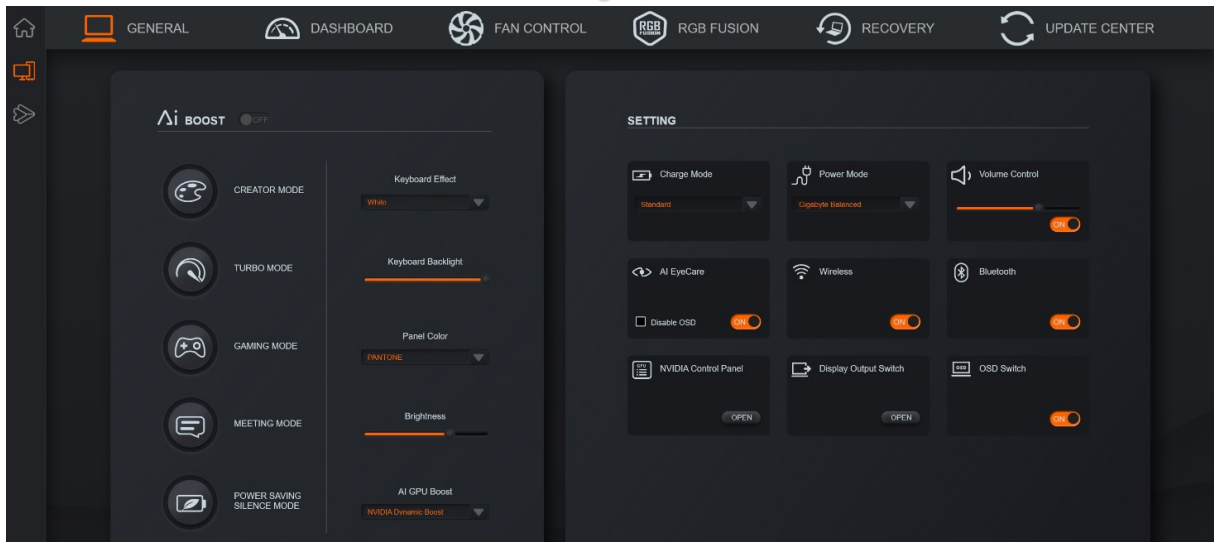 GENERAL
DASHBOARD
FAN CONTROL
RGB FUSION
RGB FUSION
RECOVERY
UPDATE CENTER
Ai BOOST OFF
CREATOR MODE
TURBO MODE
GAMING MODE
MEETING MODE
POWER SAVING
SILENCE MODE
Keyboard Effect
White
Keyboard Backlight
Panel Color
PANTONE
Brightness
AI GPU Boost
NVIDIA Dynamic Boost
SETTING
Charge Mode
Standard
Power Mode
Gigabyte Balanced
Volume Control
ON
AI EyeCare
Disable OSD
ON
Wireless
ON
Bluetooth
ON
GPU
NVIDIA Control Panel
OPEN
Display Output Switch
OPEN
OSD
OSD Switch
ON